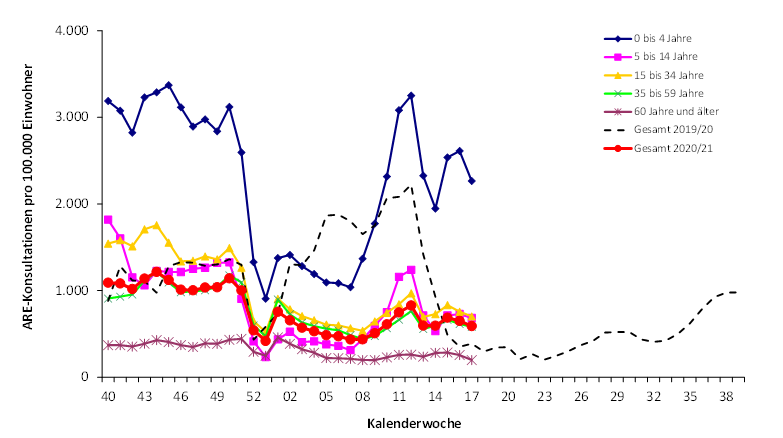 4.000
3.000
2.000
1.000
0
ARE-Konsultationen pro 100.000 Einwohner
40 43 46 49 52 02 05 08 11 14 17 20 23 26 29 32 35 38
Kalenderwoche
0 bis 4 Jahre
5 bis 14 Jahre
15 bis 34 Jahre
35 bis 59 Jahre
60 Jahre und älter
Gesamt 2019/20
Gesamt 2020/21